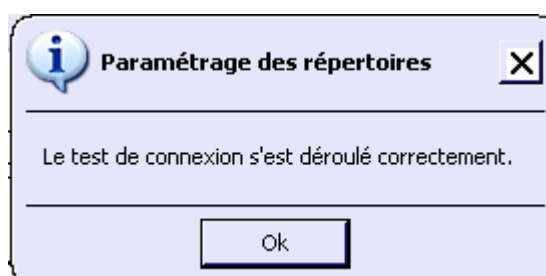 Paramétrage des répertoires
Le test de connexion s'est déroulé correctement.
Ok